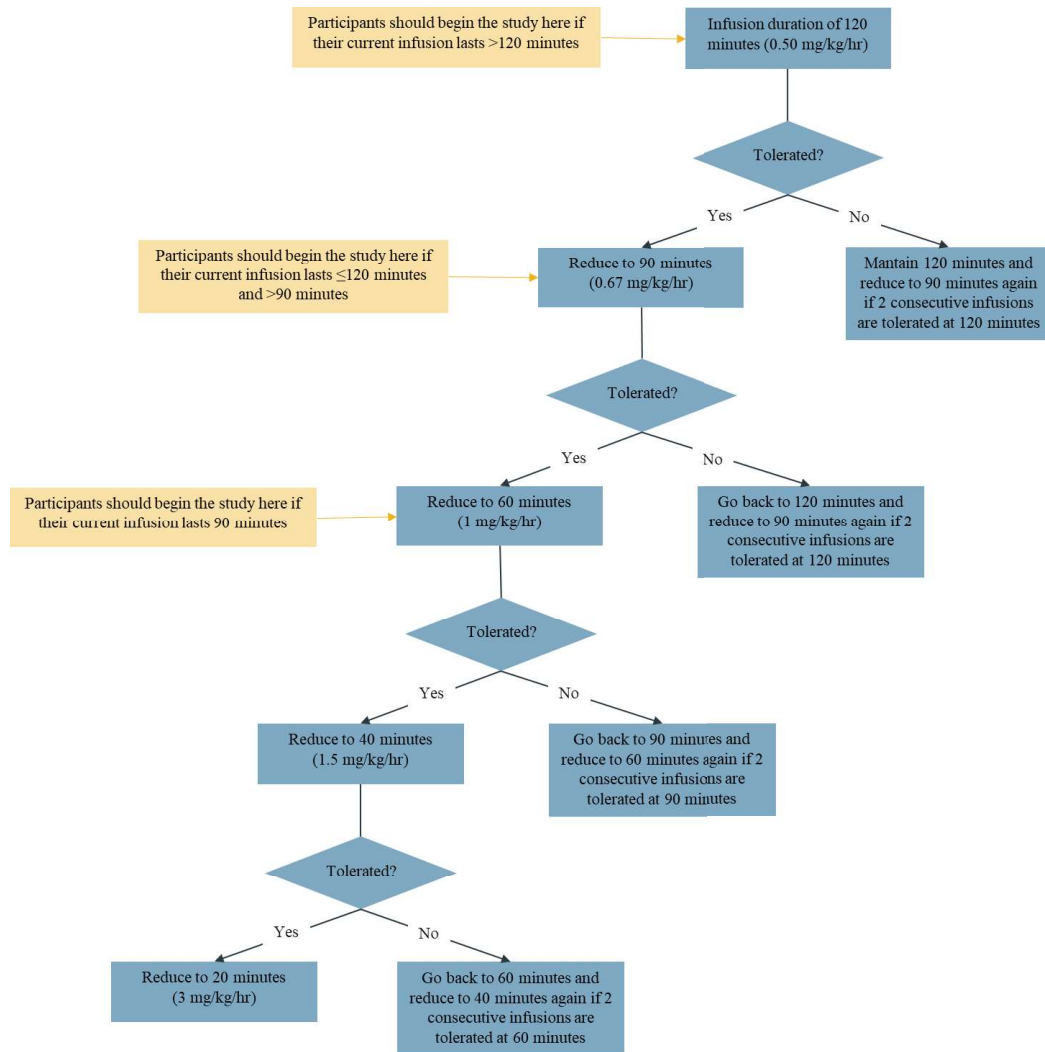 Participants should begin the study here if
their current infusion lasts >120 minutes
Infusion duration of 120
minutes (0.50 mg/kg/hr)
Tolerated?
Yes
No
Participants should begin the study here if
their current infusion lasts ≤120 minutes
and >90 minutes
Reduce to 90 minutes
(0.67 mg/kg/hr)
Mantain 120 minutes and
reduce to 90 minutes again
if 2 consecutive infusions
are tolerated at 120 minutes
Tolerated?
Yes
No
Participants should begin the study here if
their current infusion lasts 90 minutes
Reduce to 60 minutes
(1 mg/kg/hr)
Go back to 120 minutes and
reduce to 90 minutes again if 2
consecutive infusions are
tolerated at 120 minutes
Tolerated?
Yes
No
Reduce to 40 minutes
(1.5 mg/kg/hr)
Go back to 90 minutes and
reduce to 60 minutes again if 2
consecutive infusions are
tolerated at 90 minutes
Tolerated?
Yes
No
Reduce to 20 minutes
(3 mg/kg/hr)
Go back to 60 minutes and
reduce to 40 minutes again if 2
consecutive infusions are
tolerated at 60 minutes